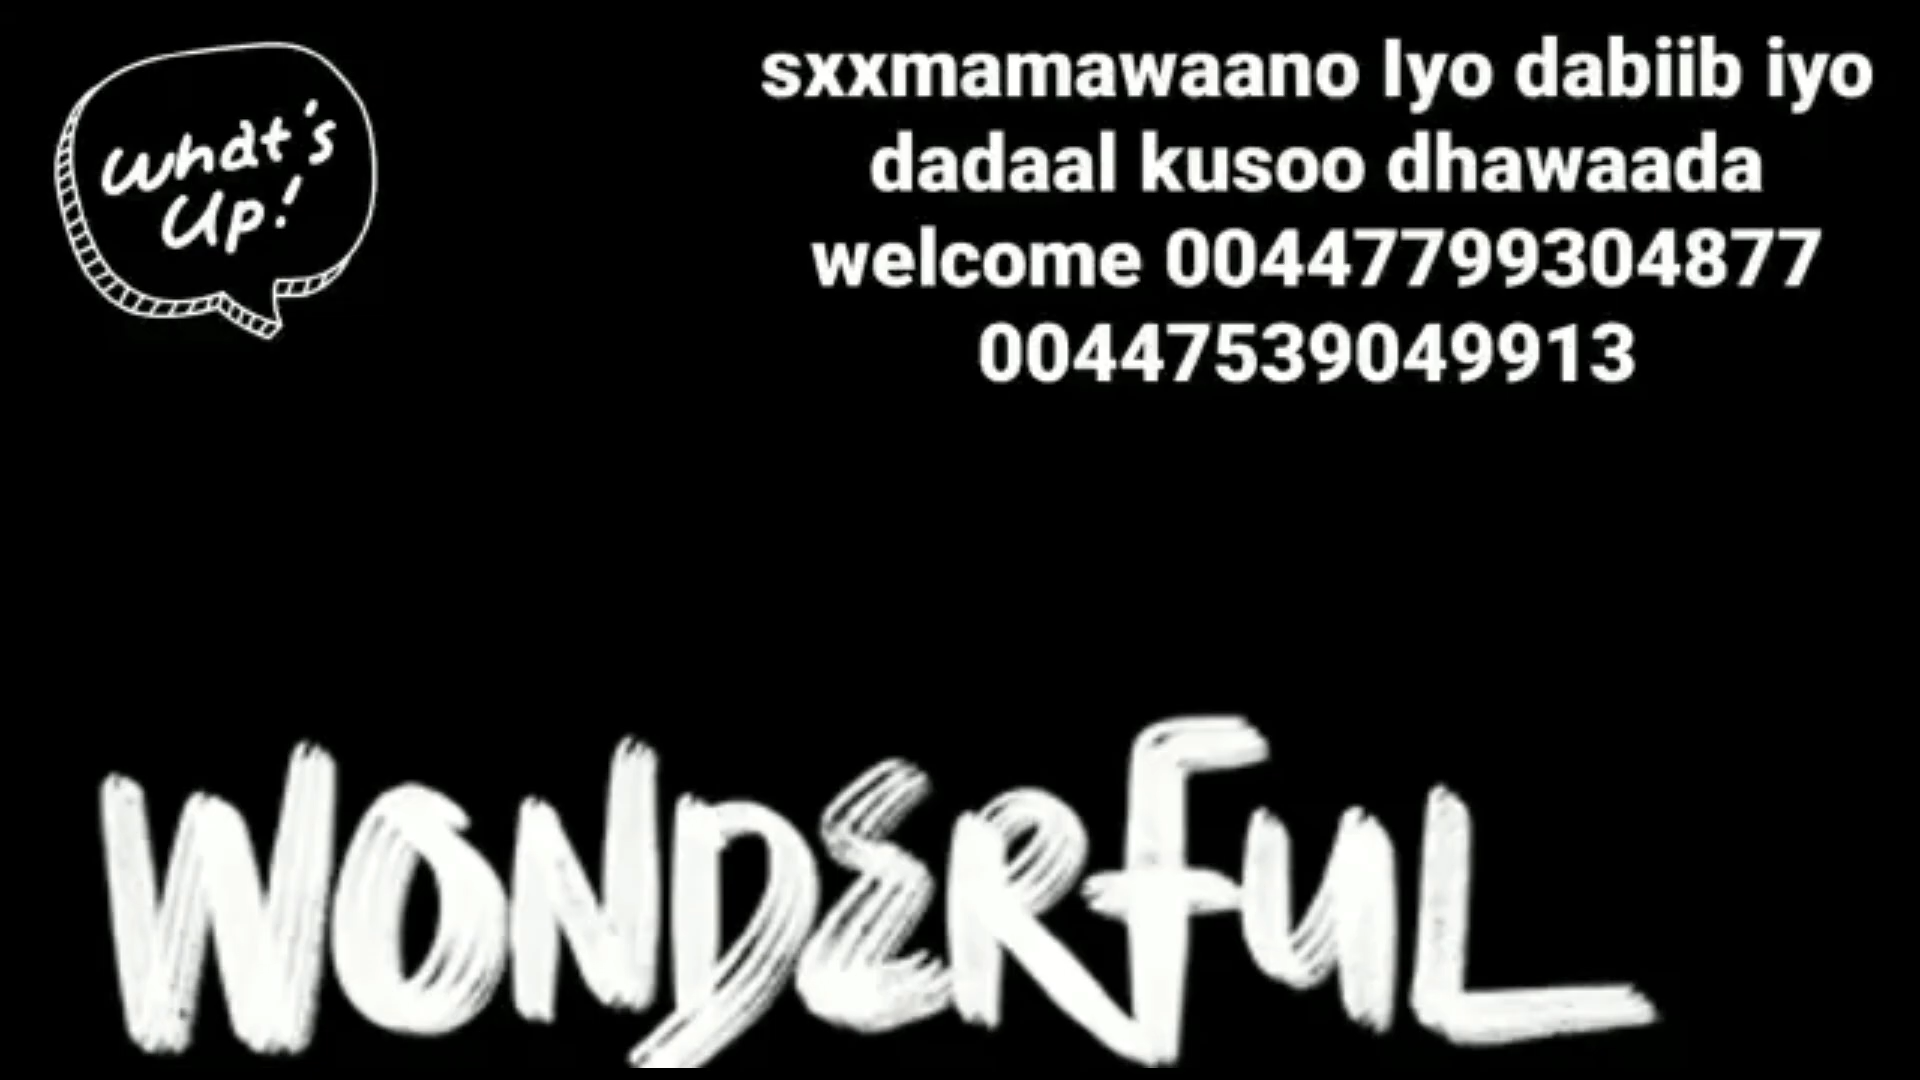 what's
Up!
sxxmamawaano Iyo dabiib iyo
dadaal kusoo dhawaada
welcome 00447799304877
00447539049913
WONDERFUL